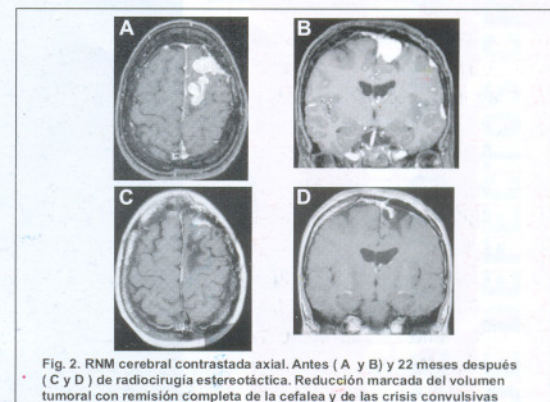 A
B
C
D
Fig. 2. RNM cerebral contrastada axial. Antes ( A y B) y 22 meses después
( C y D ) de radiocirugía estereotáctica. Reducción marcada del volumen
tumoral con remisión completa de la cefalea y de las crisis convulsivas